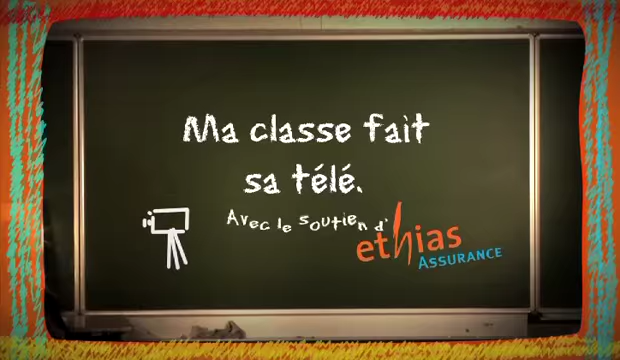 Ma classe fait
sa télé.
Avec le soutien d'
ethias
ASSURANCE